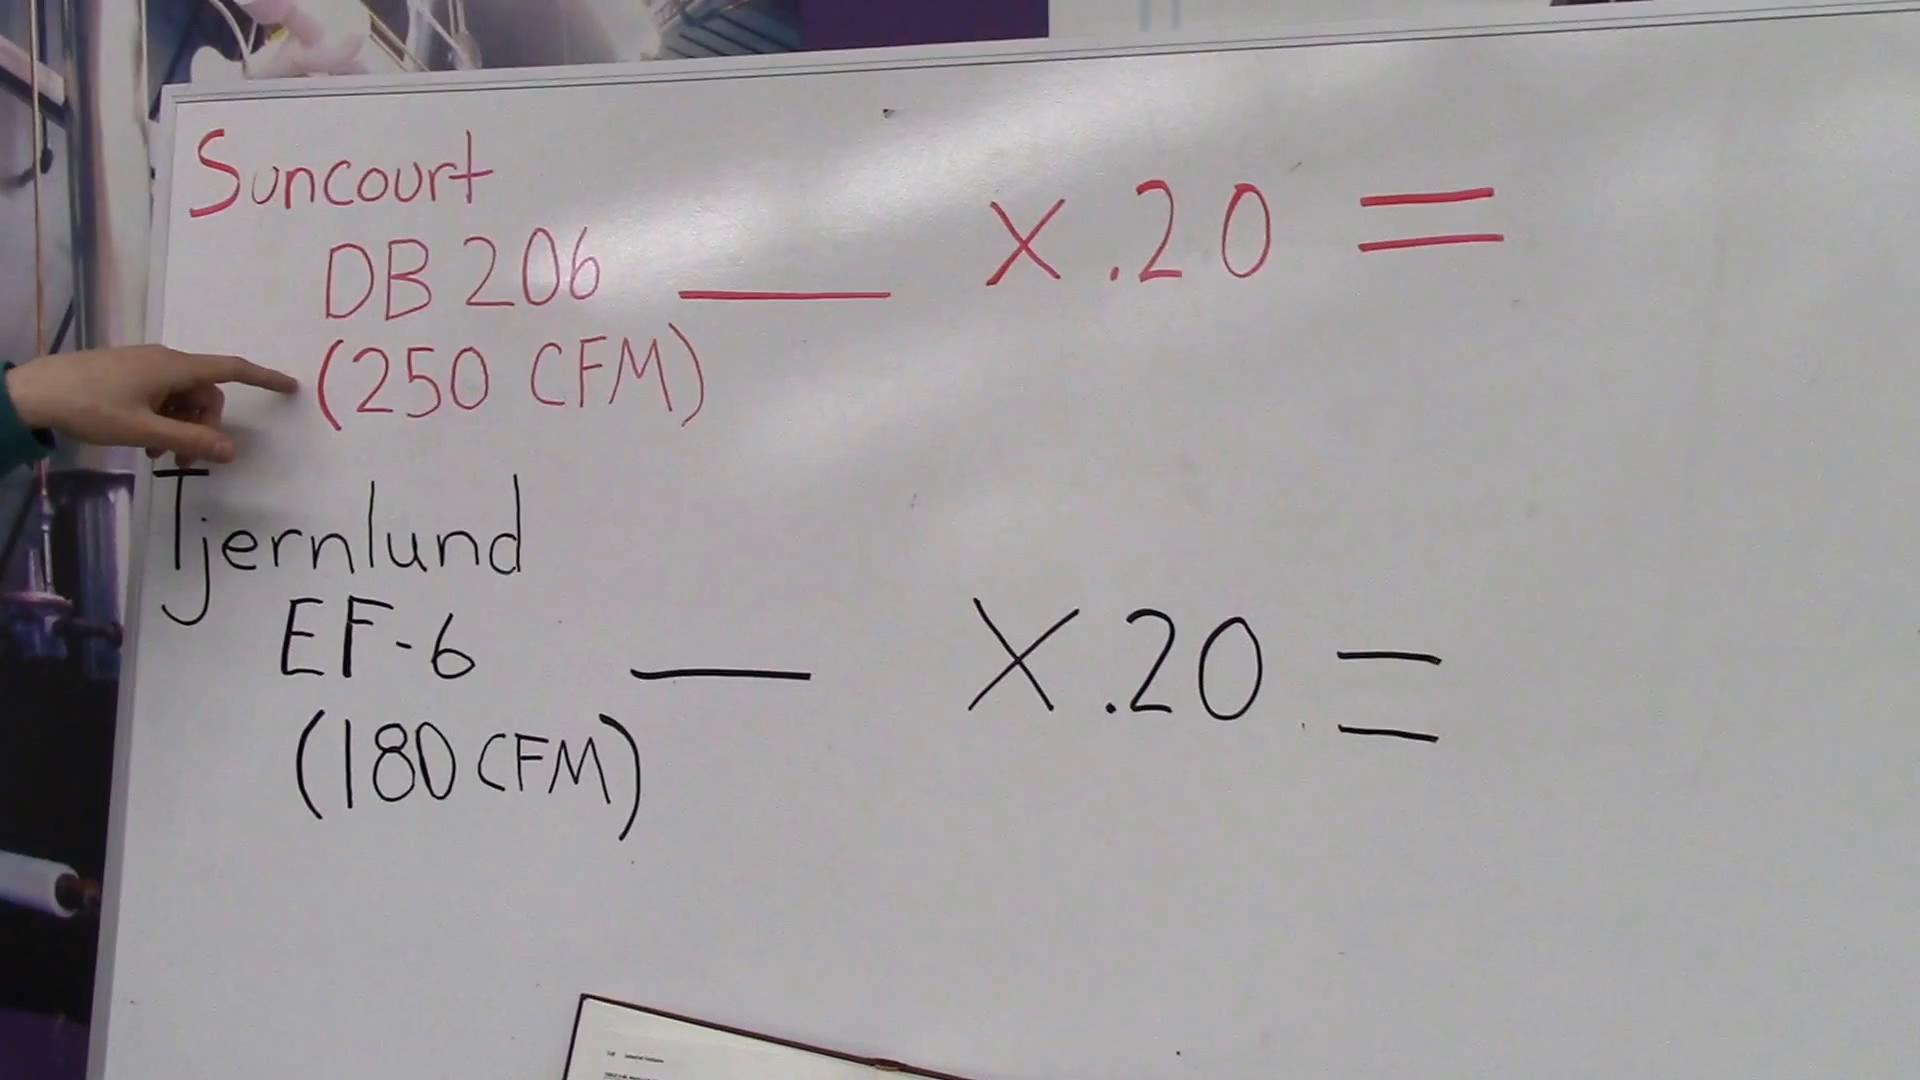 Suncourt
DB 206 ___ X .20 =
(250 CFM)
Tjernlund
EF-6 ___ X .20 =
(180 CFM)